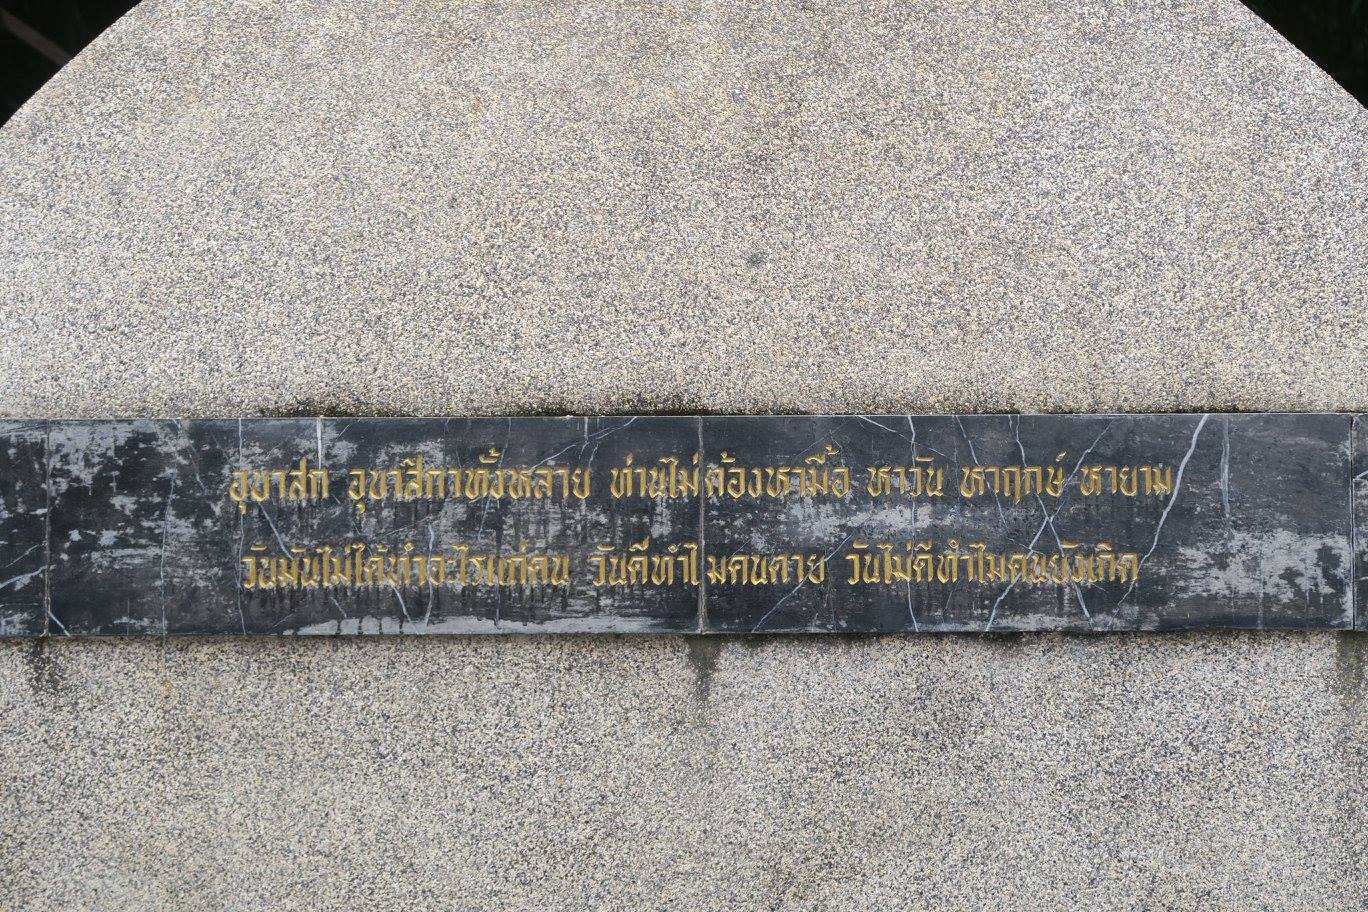 อุบาสก อุบาสีกาทั้งหลาย ท่านไม่ต้องหามื้อ หาวัน หาฤกษ์ หายาม
วันมันไม่ได้ทำอะไรแก่คน วันดีทำไมคนตาย วันไม่ดีทำไมคนยังเกิด